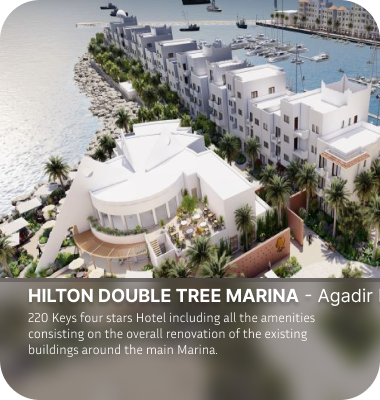 HILTON DOUBLE TREE MARINA - Agadir
220 Keys four stars Hotel including all the amenities
consisting on the overall renovation of the existing
buildings around the main Marina.